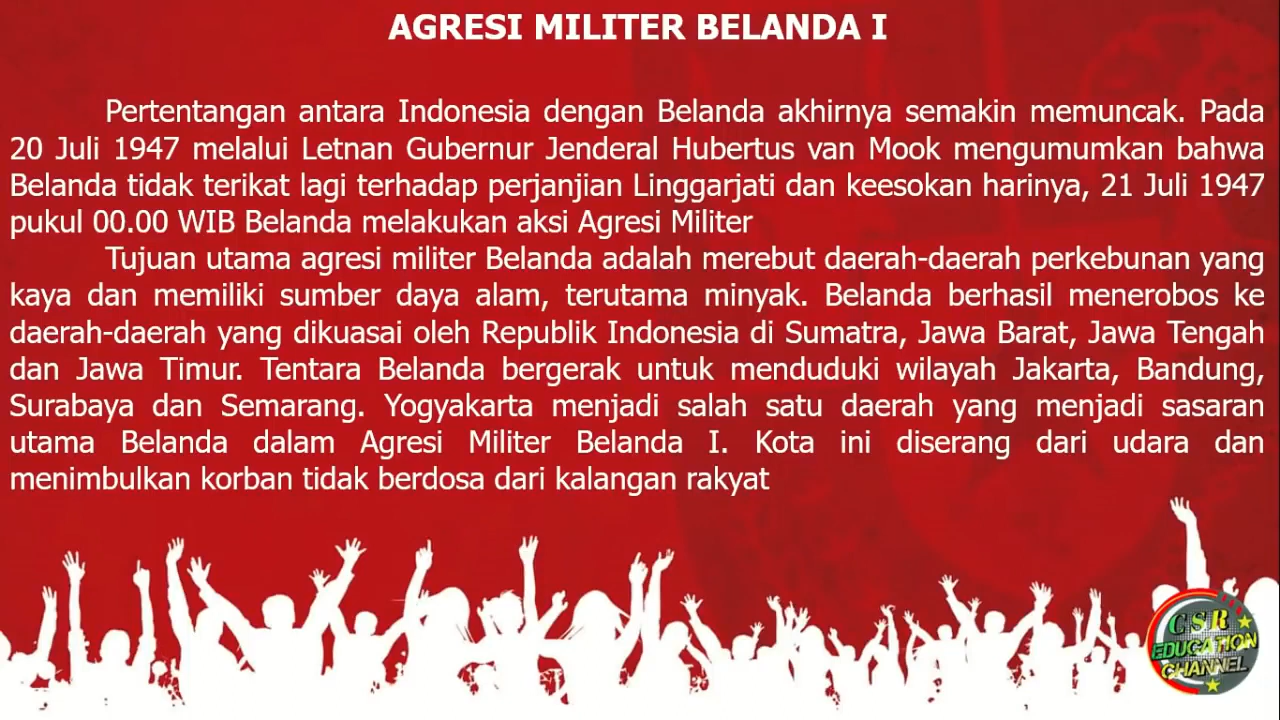 AGRESI MILITER BELANDA I
Pertentangan antara Indonesia dengan Belanda akhirnya semakin memuncak. Pada
20 Juli 1947 melalui Letnan Gubernur Jenderal Hubertus van Mook mengumumkan bahwa
Belanda tidak terikat lagi terhadap perjanjian Linggarjati dan keesokan harinya, 21 Juli 1947
pukul 00.00 WIB Belanda melakukan aksi Agresi Militer
Tujuan utama agresi militer Belanda adalah merebut daerah-daerah perkebunan yang
kaya dan memiliki sumber daya alam, terutama minyak. Belanda berhasil menerobos ke
daerah-daerah yang dikuasai oleh Republik Indonesia di Sumatra, Jawa Barat, Jawa Tengah
dan Jawa Timur. Tentara Belanda bergerak untuk menduduki wilayah Jakarta, Bandung,
Surabaya dan Semarang. Yogyakarta menjadi salah satu daerah yang menjadi sasaran
utama Belanda dalam Agresi Militer Belanda I. Kota ini diserang dari udara dan
menimbulkan korban tidak berdosa dari kalangan rakyat
CSR
EDUCATION
CHANNEL